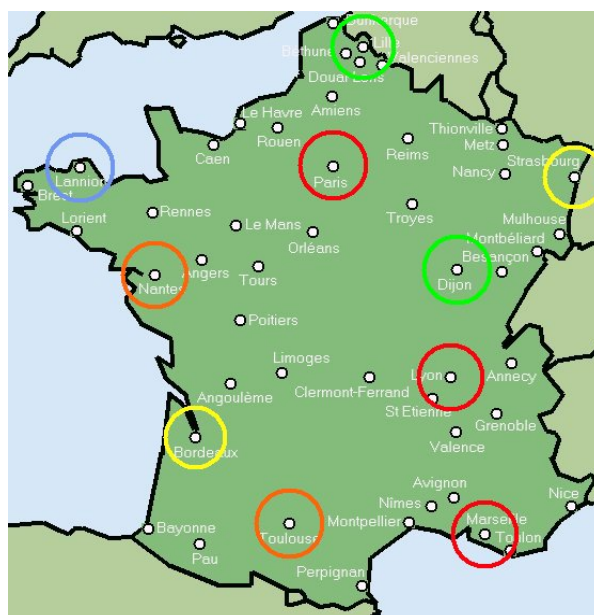 Dunkerque
Lille
Bethune
Valenciennes
Douai Lens
Amiens
Le Havre
Rouen
Caen
Reims
Thionville
Metz
Strasbourg
Nancy
Lannion
Brest
Paris
Lorient
Rennes
Le Mans
Troyes
Orléans
Mulhouse
Montbéliard
Besançon
Angers
Tours
Nantes
Dijon
Poitiers
Limoges
Lyon
Annecy
Angoulême
Clermont-Ferrand
St Etienne
Grenoble
Valence
Bordeaux
Avignon
Nîmes
Nice
Marseille
Montpellier
Toulouse
Toulon
Bayonne
Pau
Perpignan